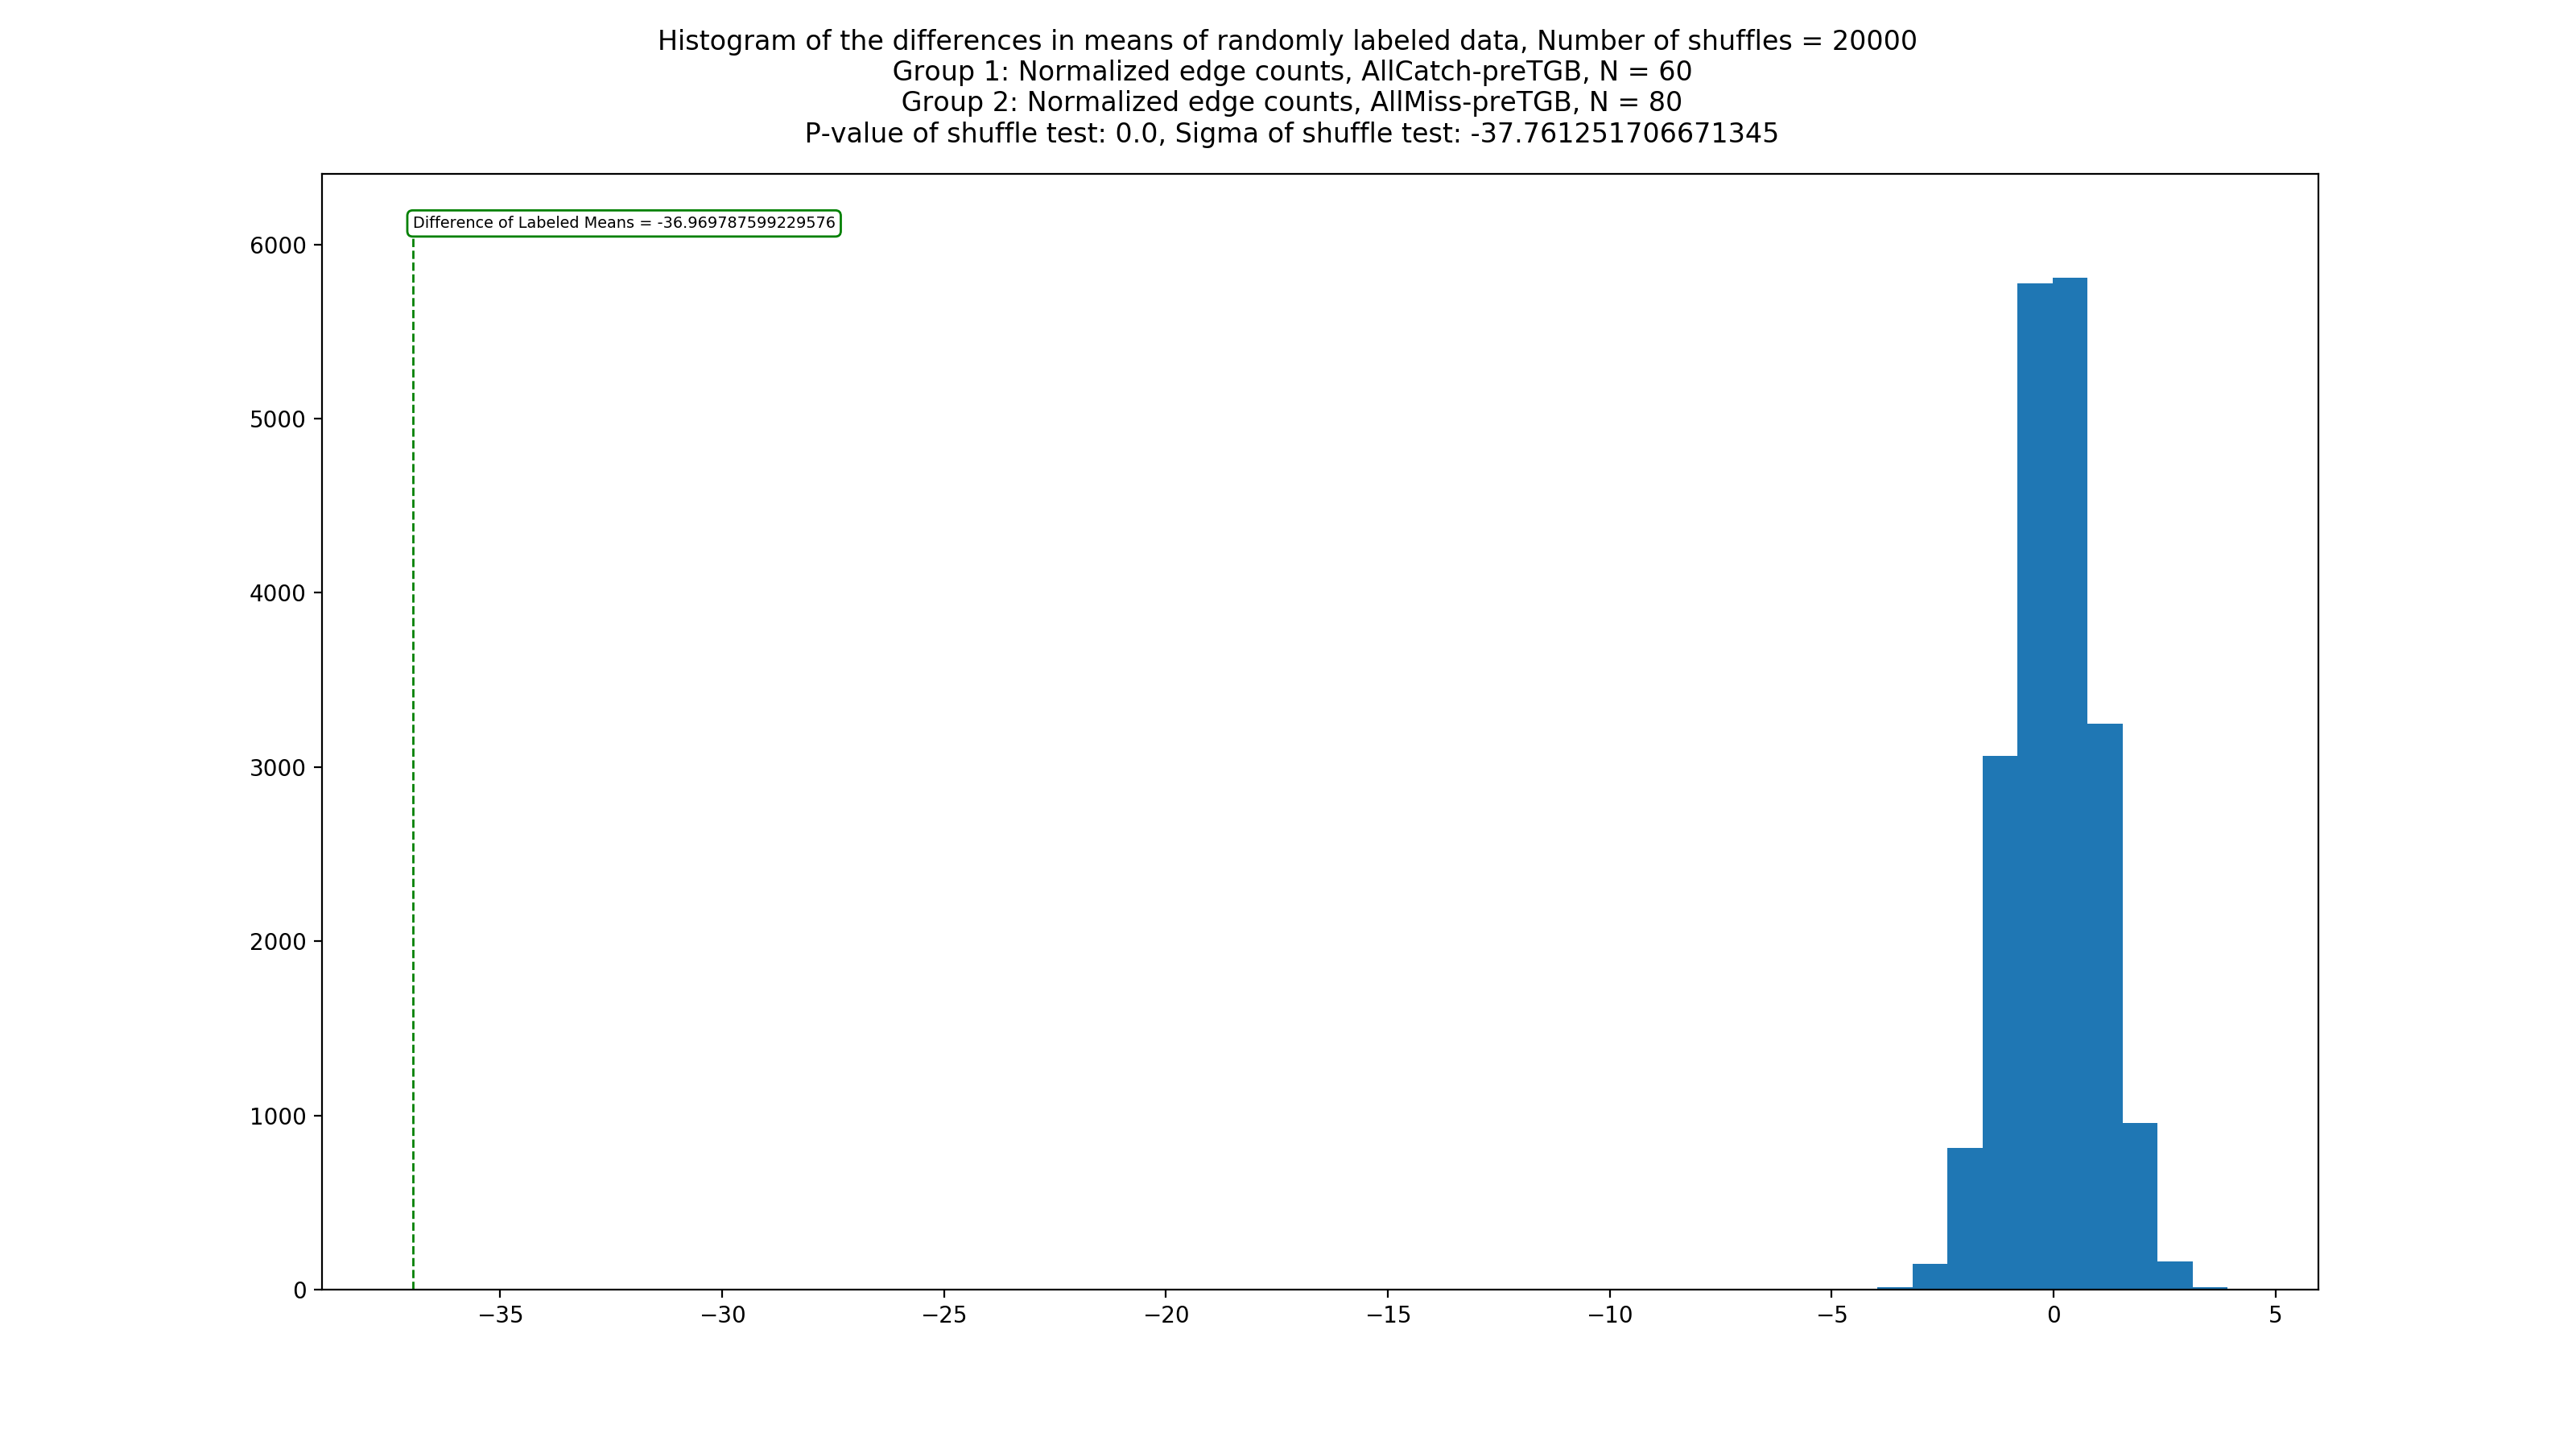 Histogram of the differences in means of randomly labeled data, Number of shuffles = 20000
Group 1: Normalized edge counts, AllCatch-preTGB, N = 60
Group 2: Normalized edge counts, AllMiss-preTGB, N = 80
P-value of shuffle test: 0.0, Sigma of shuffle test: -37.761251706671345
Difference of Labeled Means = -36.969787599229576
6000
5000
4000
3000
2000
1000
0
−35 −30 −25 −20 −15 −10 −5 0 5